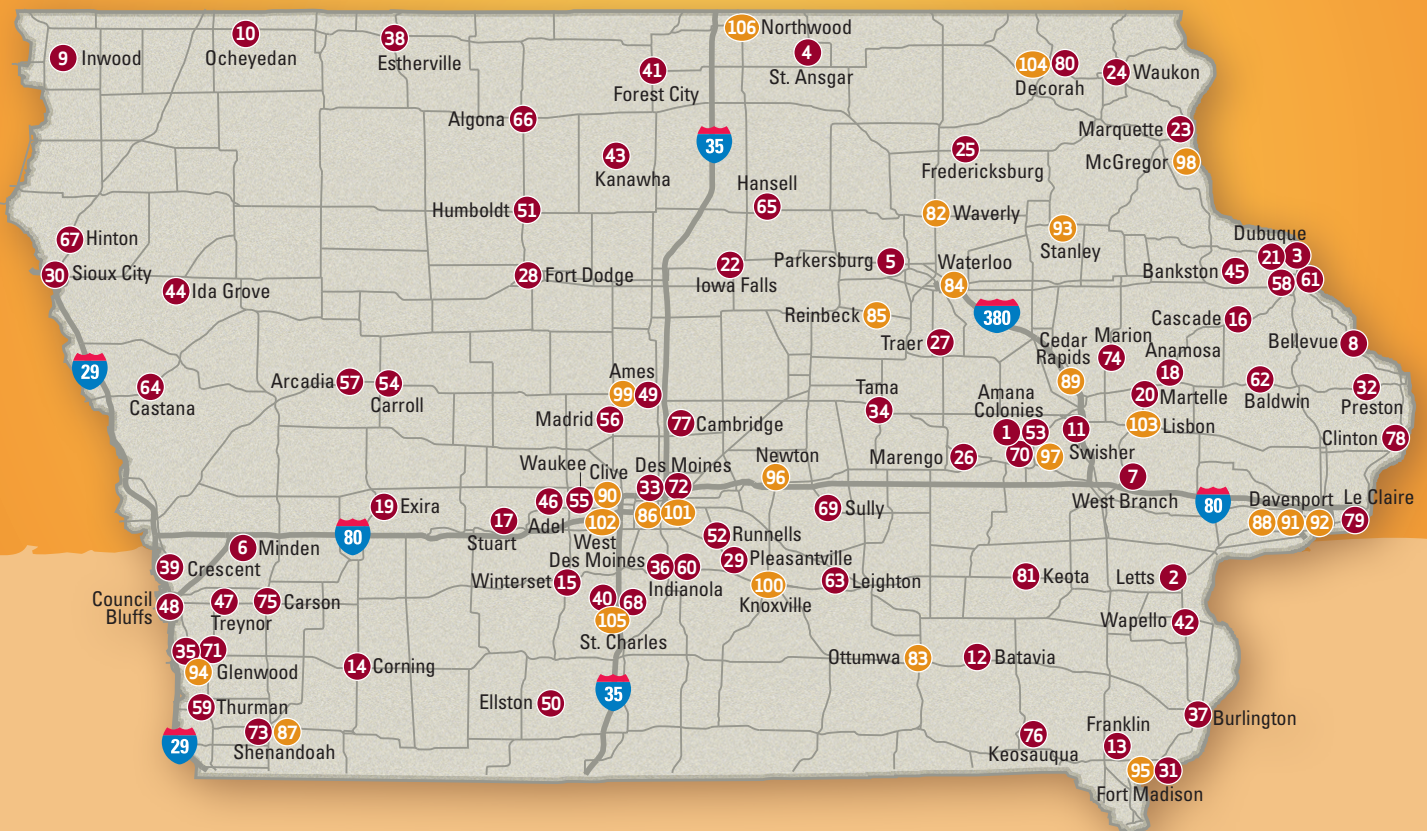 106 Northwood
10
Ocheyedan
38
Estherville
9 Inwood
4
St. Ansgar
41
Forest City
104 80
Decorah
24 Waukon
Algona 66
Marquette 23
35
43
Kanawha
25
Fredericksburg
McGregor 98
Hansell
65
Humboldt 51
82 Waverly
93
Stanley
67 Hinton
Dubuque
21 3
58 61
30 Sioux City
28 Fort Dodge
22
Iowa Falls
Parkersburg 5
Waterloo
84
Bankston 45
44 Ida Grove
Reinbeck 85
380
Cascade 16
Traer 27
Cedar
Rapids
89
Marion
74
Anamosa
18
Bellevue 8
29
64
Castana
Arcadia 57
54
Carroll
Ames
99 49
Tama
34
Amana
Colonies
1 53
70 97
20 Martelle
62
Baldwin
32
Preston
Madrid 56
77 Cambridge
11
Swisher
103 Lisbon
Clinton 78
Marengo 26
Waukee
Clive
90
Des Moines
33 72
Newton
96
7
West Branch
46 55
Adel
19 Exira
17
Stuart
102
West
Des Moines
86 101
69 Sully
80
Davenport
88 91 92
Le Claire
79
80
52 Runnells
6 Minden
39
Crescent
29 Pleasantville
Winterset 15
36 60
Indianola
100
Knoxville
63 Leighton
81 Keota
Letts 2
Council
Bluffs
48
47
Treynor
75 Carson
40 68
105
St. Charles
Wapello 42
35 71
94 Glenwood
14 Corning
Ottumwa 83
12 Batavia
59 Thurman
Ellston 50
35
37 Burlington
73 87
Shenandoah
29
76
Keosauqua
Franklin
13
95 31
Fort Madison